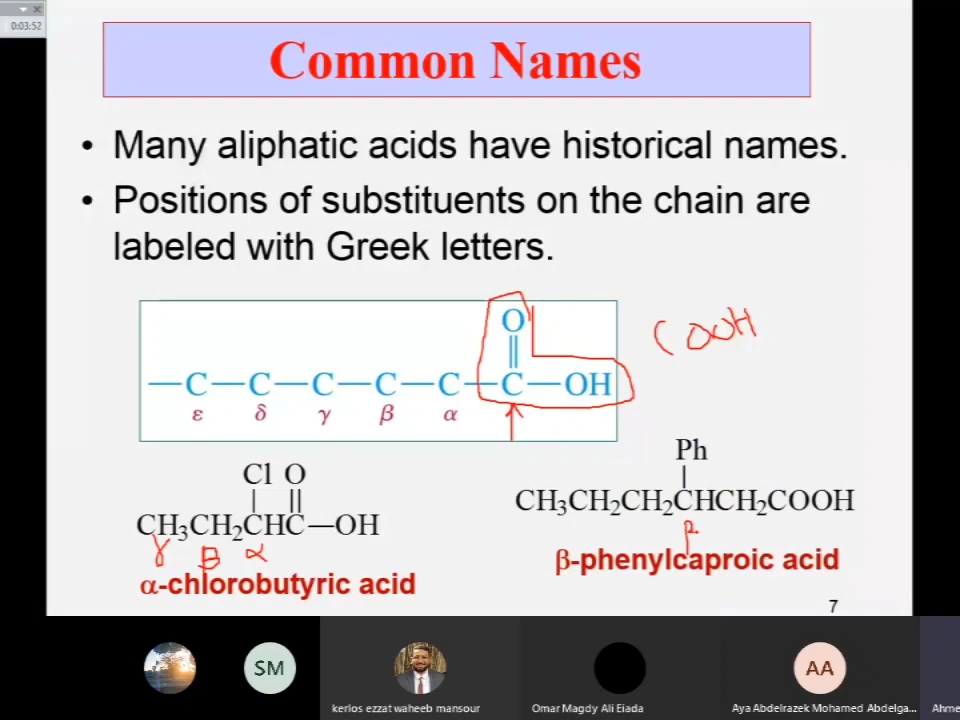 0:03:52
Common Names
• Many aliphatic acids have historical names.
• Positions of substituents on the chain are
labeled with Greek letters.
O
—C—C—C—C—C—C—OH
ε δ γ β α
COOH
Cl O
CH₃CH₂CHC—OH
γ β α
α-chlorobutyric acid
Ph
CH₃CH₂CH₂CHCH₂COOH
β
β-phenylcaproic acid
7
SM
AA
kerlos ezzat waheeb mansour
Omar Magdy Ali Eiada
Aya Abdelrazek Mohamed Abdelga...
Ahme